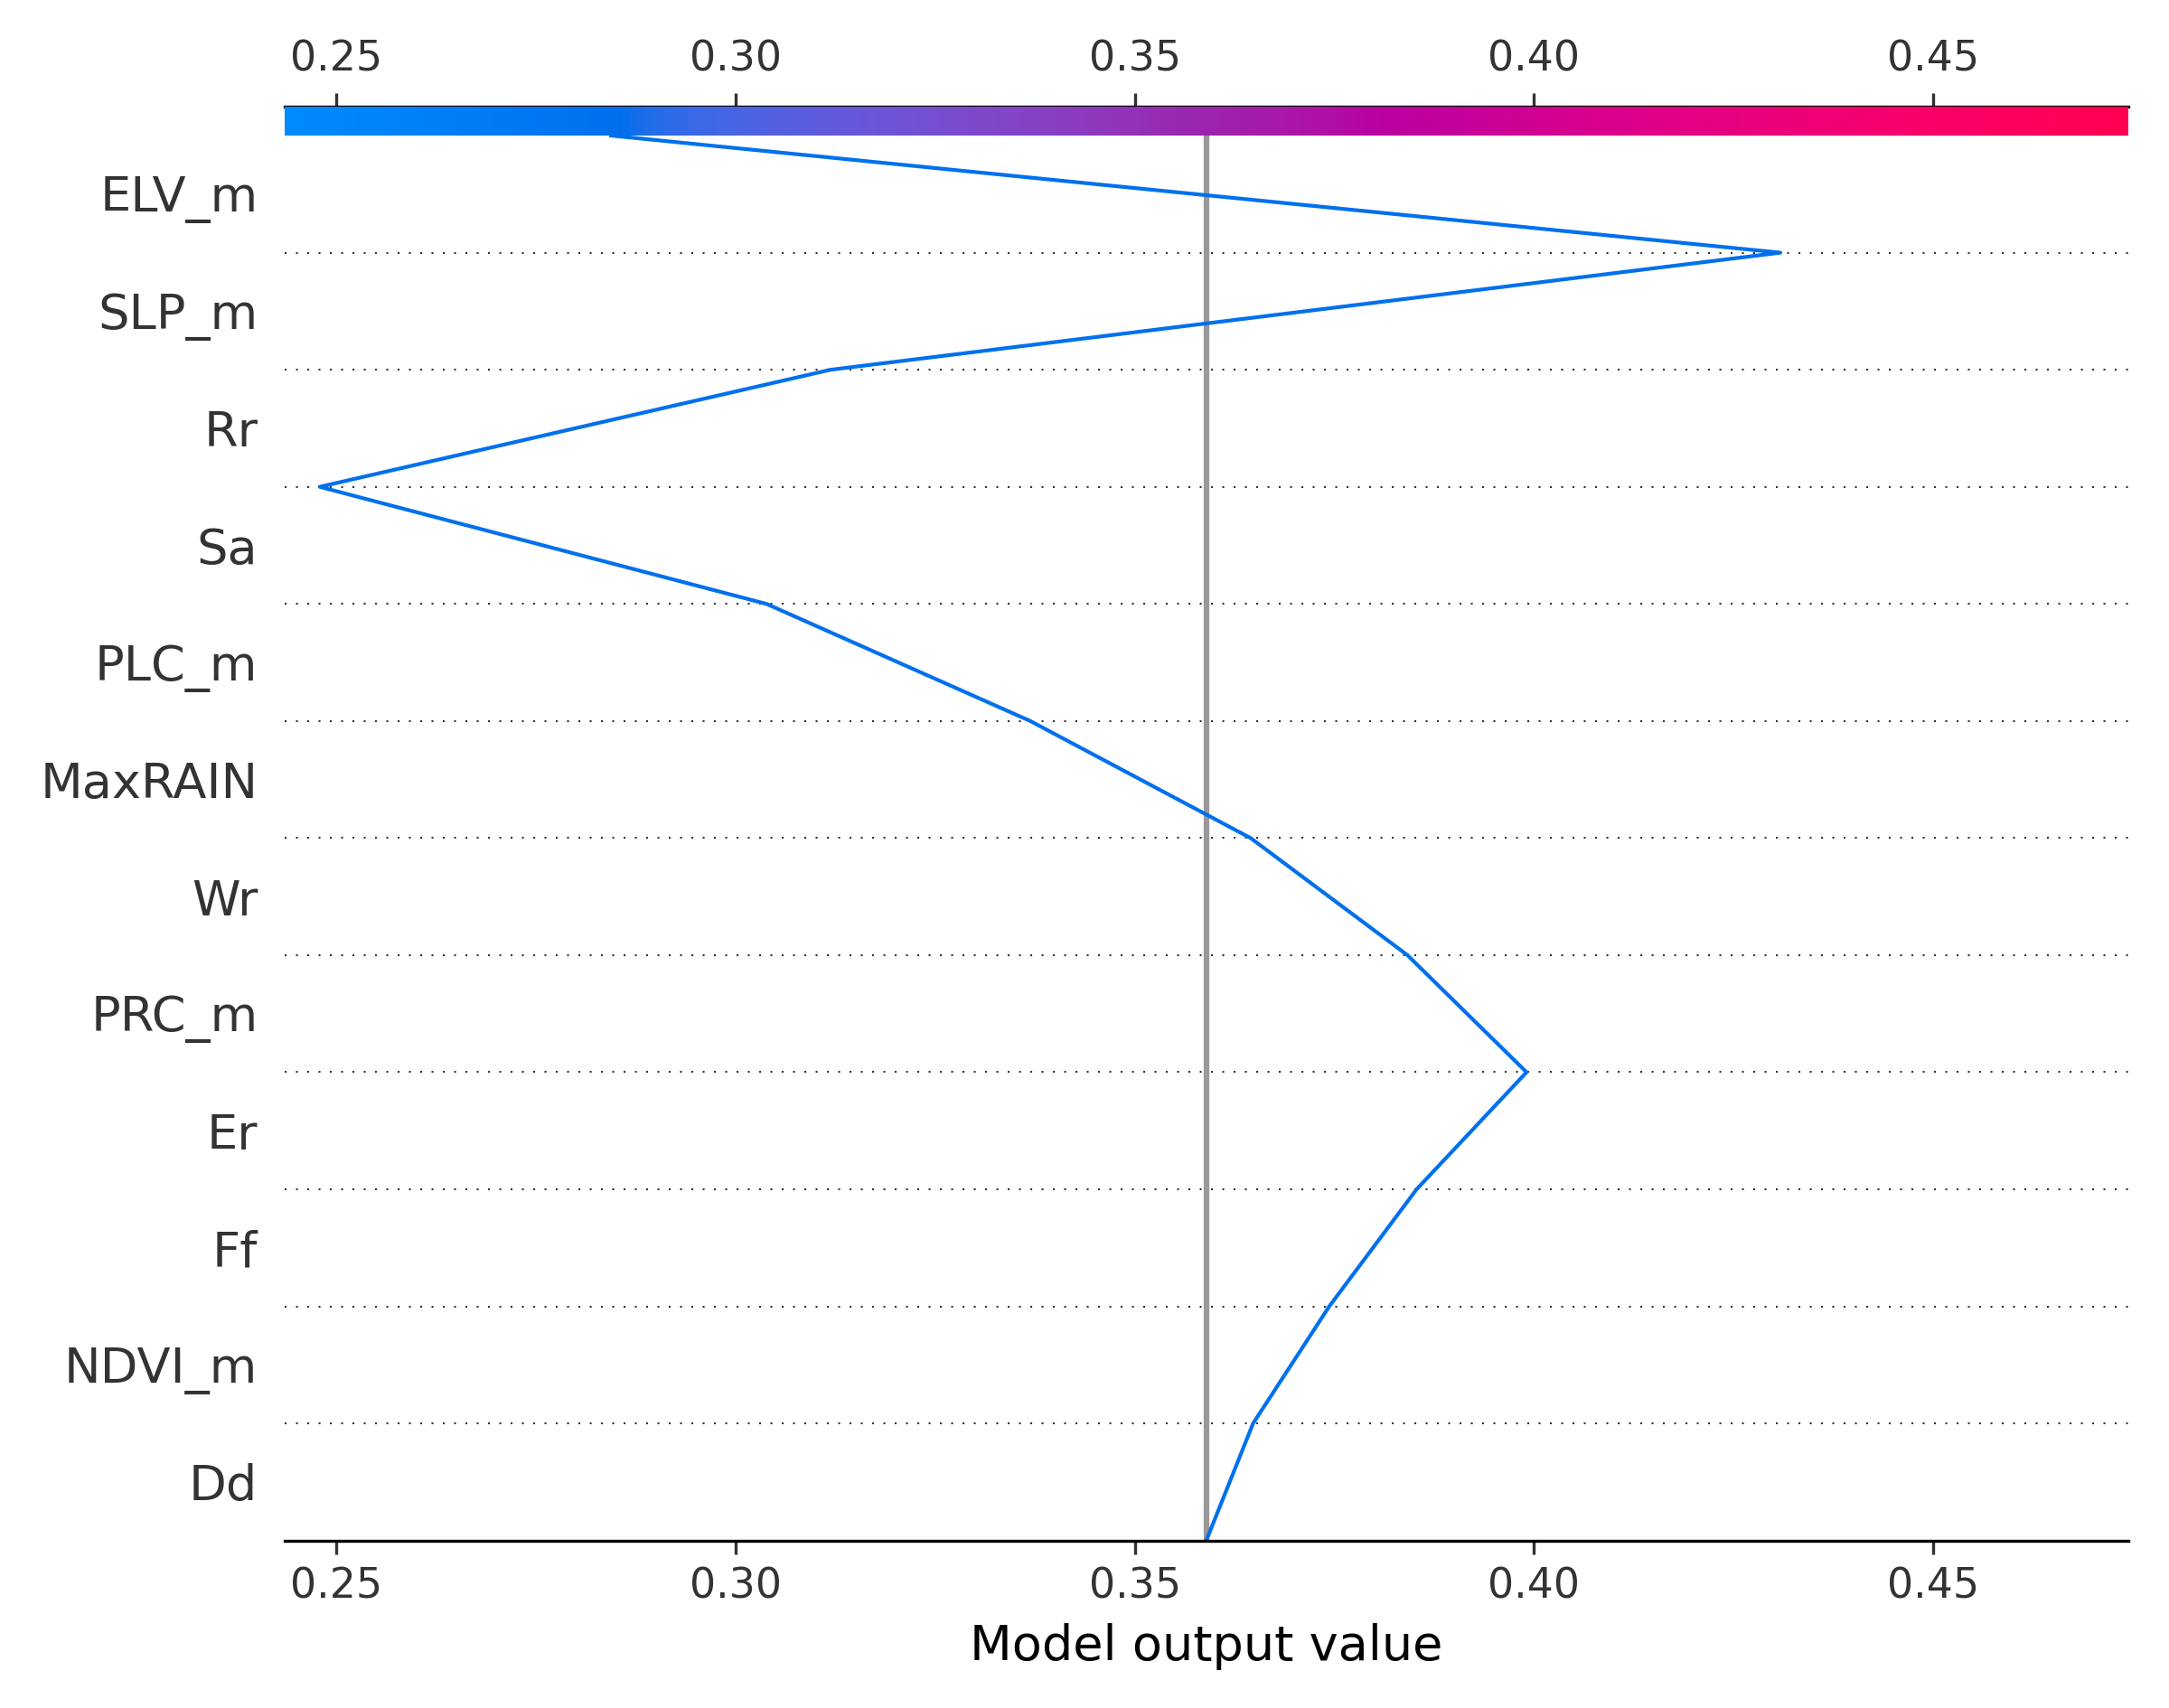 0.25 0.30 0.35 0.40 0.45
ELV_m
SLP_m
Rr
Sa
PLC_m
MaxRAIN
Wr
PRC_m
Er
Ff
NDVI_m
Dd
0.25 0.30 0.35 0.40 0.45
Model output value